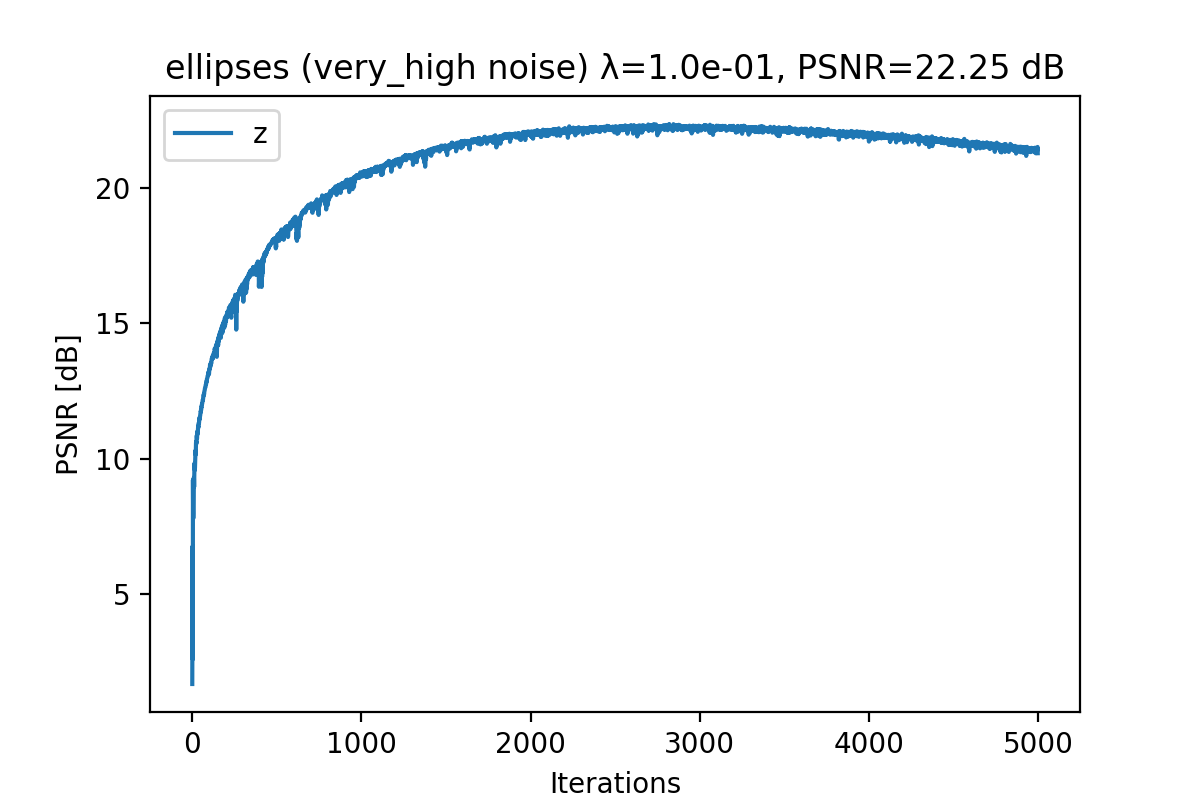 ellipses (very_high noise) λ=1.0e-01, PSNR=22.25 dB
z
PSNR [dB]
20
15
10
5
0 1000 2000 3000 4000 5000
Iterations